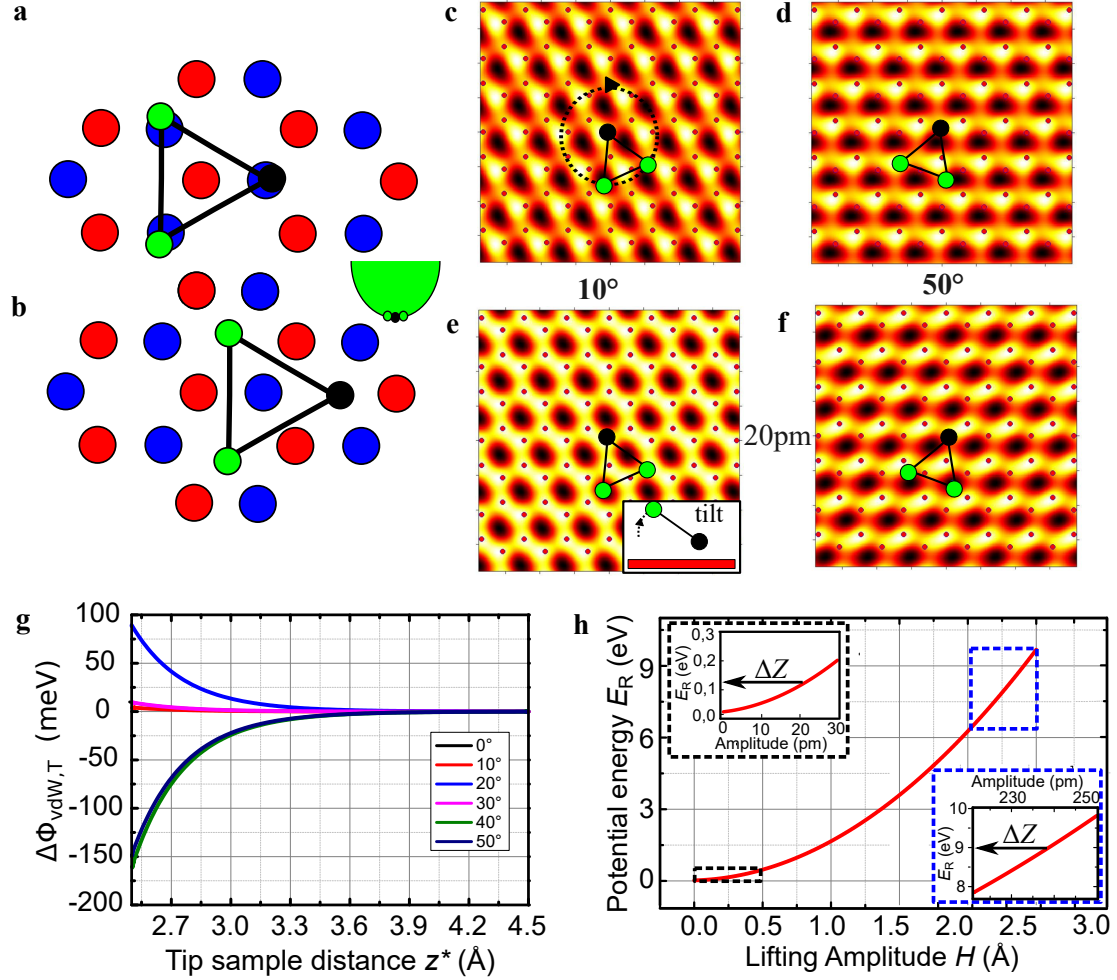 a
c
d
b
10°
50°
e
f
20pm
tilt
g
100
50
0
-50
-100
-150
-200
ΔΦvdW,T (meV)
0°
10°
20°
30°
40°
50°
2.7 3.0 3.3 3.6 3.9 4.2 4.5
Tip sample distance z* (Å)
h
9
6
3
0
Potential energy ER (eV)
0,3
0,2
0,1
0,0
ER (eV)
ΔZ
0 10 20 30
Amplitude (pm)
Amplitude (pm)
230 250
10
9
8
ER (eV)
ΔZ
0.0 0.5 1.0 1.5 2.0 2.5 3.0
Lifting Amplitude H (Å)